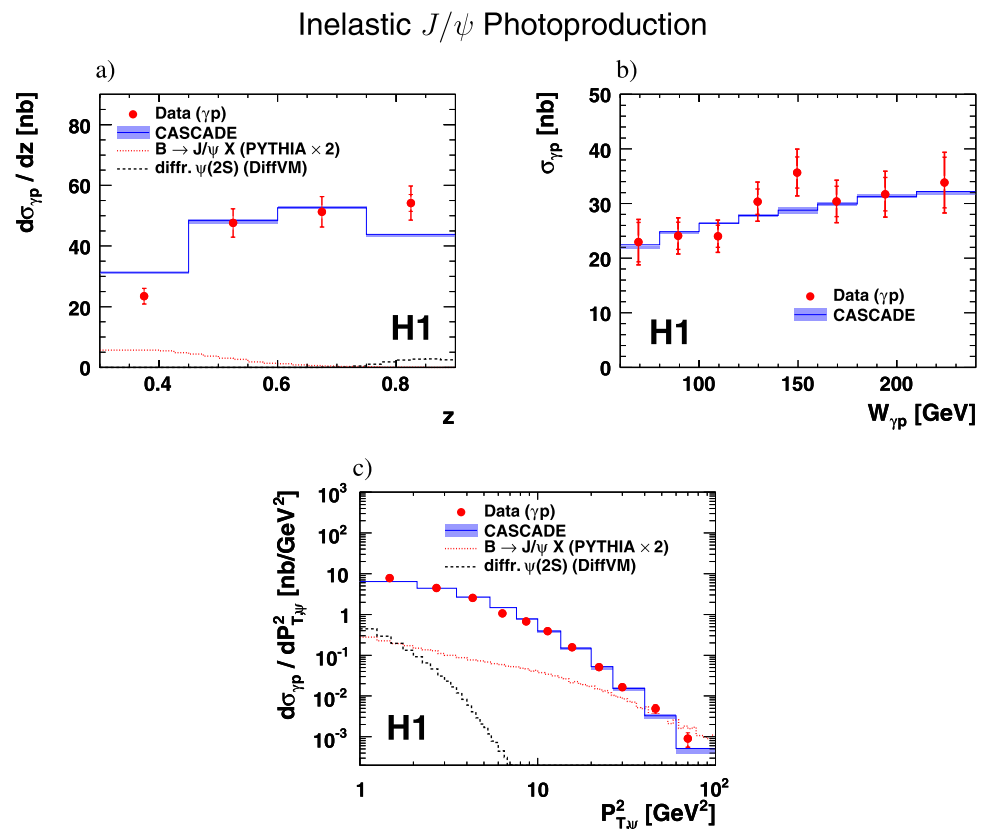 Inelastic J/ψ Photoproduction
a)
dσγp / dz [nb]
80
60
40
20
0
Data (γp)
CASCADE
B → J/ψ X (PYTHIA × 2)
diffr. ψ(2S) (DiffVM)
H1
0.4 0.6 0.8
z
b)
σγp [nb]
50
40
30
20
10
0
Data (γp)
CASCADE
H1
100 150 200
Wγp [GeV]
c)
dσγp / dP²T,ψ [nb/GeV²]
10³
10²
10
1
10⁻¹
10⁻²
10⁻³
Data (γp)
CASCADE
B → J/ψ X (PYTHIA × 2)
diffr. ψ(2S) (DiffVM)
H1
1 10 10²
P²T,ψ [GeV²]